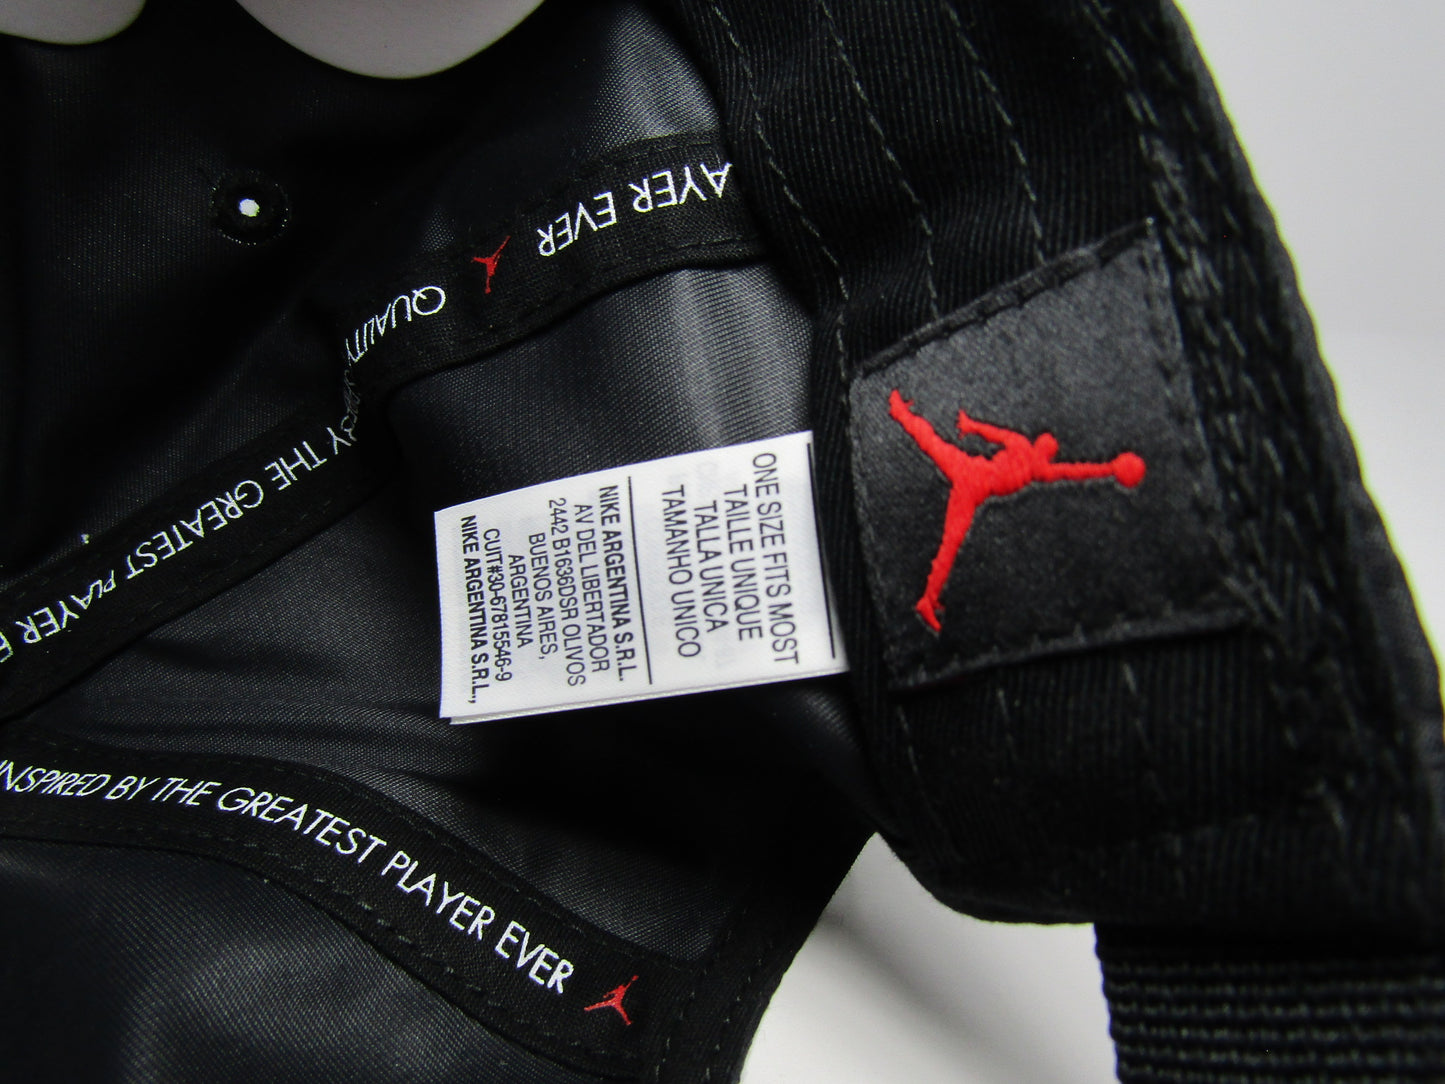 AYER EVER
QUALITY
BY THE GREATEST PLAYER E
ONE SIZE FITS MOST
TAILLE UNIQUE
TALLA UNICA
TAMANHO UNICO
NIKE ARGENTINA S.R.L.
AV DEL LIBERTADOR
2442 B1636DSR OLIVOS
BUENOS AIRES,
ARGENTINA
CUIT#30-67815546-9
NIKE ARGENTINA S.R.L.,
INSPIRED BY THE GREATEST PLAYER EVER